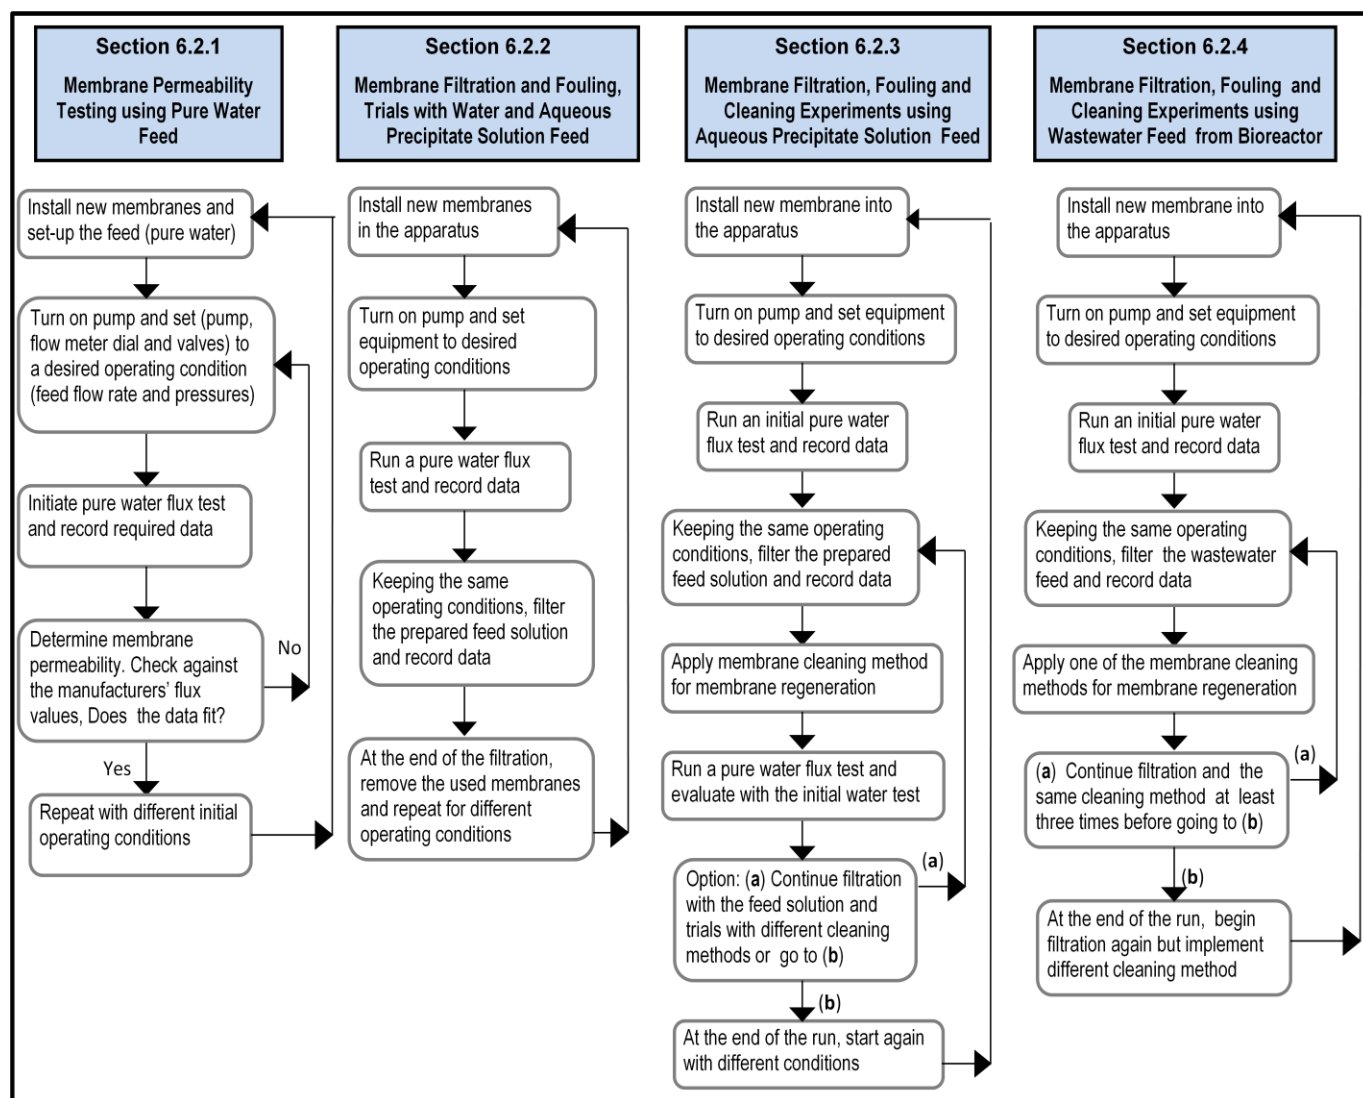 Section 6.2.1
Membrane Permeability
Testing using Pure Water
Feed
Install new membranes and
set-up the feed (pure water)
Turn on pump and set (pump,
flow meter dial and valves) to
a desired operating condition
(feed flow rate and pressures)
Initiate pure water flux test
and record required data
Determine membrane
permeability. Check against
the manufacturers' flux
values, Does the data fit?
No
Yes
Repeat with different initial
operating conditions
Section 6.2.2
Membrane Filtration and Fouling,
Trials with Water and Aqueous
Precipitate Solution Feed
Install new membranes
in the apparatus
Turn on pump and set
equipment to desired
operating conditions
Run a pure water flux
test and record data
Keeping the same
operating conditions, filter
the prepared feed solution
and record data
At the end of the filtration,
remove the used membranes
and repeat for different
operating conditions
Section 6.2.3
Membrane Filtration, Fouling and
Cleaning Experiments using
Aqueous Precipitate Solution Feed
Install new membrane into
the apparatus
Turn on pump and set equipment
to desired operating conditions
Run an initial pure water
flux test and record data
Keeping the same operating
conditions, filter the prepared
feed solution and record data
Apply membrane cleaning method
for membrane regeneration
Run a pure water flux test and
evaluate with the initial water test
Option: (a) Continue filtration
with the feed solution and
trials with different cleaning
methods or go to (b)
(a)
(b)
At the end of the run, start again
with different conditions
Section 6.2.4
Membrane Filtration, Fouling and
Cleaning Experiments using
Wastewater Feed from Bioreactor
Install new membrane into
the apparatus
Turn on pump and set equipment
to desired operating conditions
Run an initial pure water
flux test and record data
Keeping the same operating
conditions, filter the wastewater
feed and record data
Apply one of the membrane cleaning
methods for membrane regeneration
(a) Continue filtration and the
same cleaning method at least
three times before going to (b)
(a)
(b)
At the end of the run, begin
filtration again but implement
different cleaning method